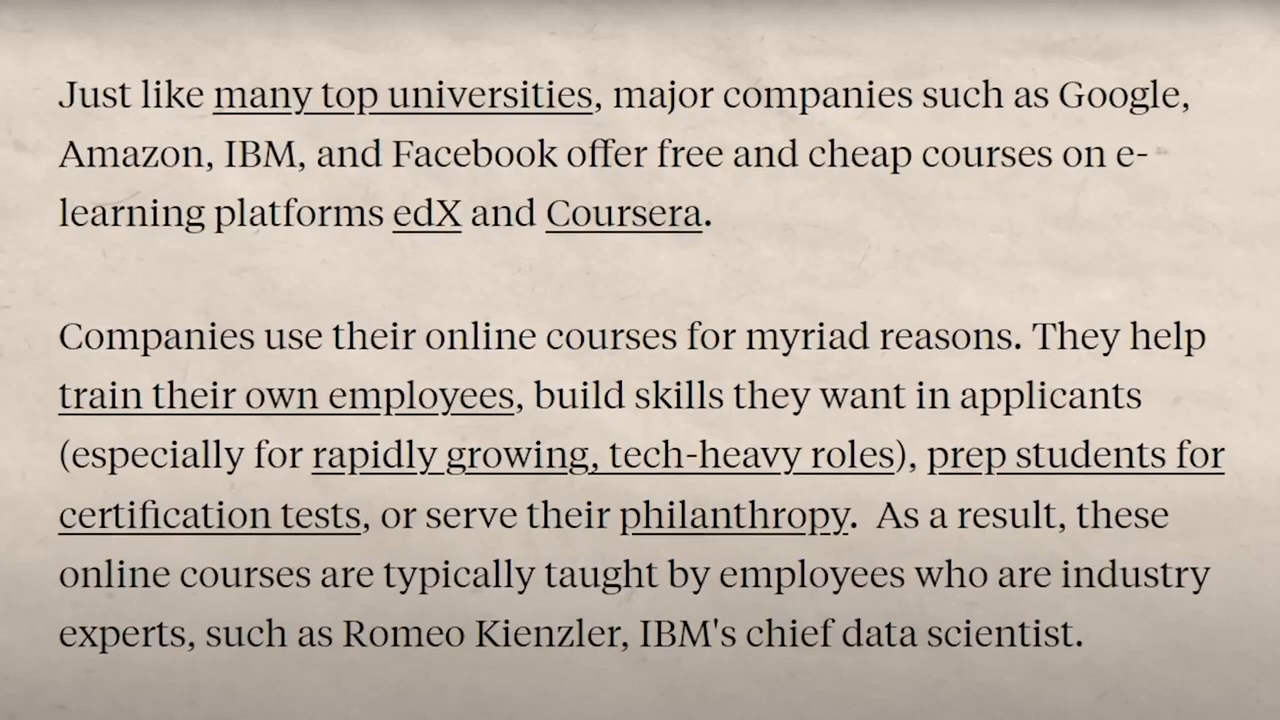 Just like many top universities, major companies such as Google,
Amazon, IBM, and Facebook offer free and cheap courses on e-
learning platforms edX and Coursera.
Companies use their online courses for myriad reasons. They help
train their own employees, build skills they want in applicants
(especially for rapidly growing, tech-heavy roles), prep students for
certification tests, or serve their philanthropy.  As a result, these
online courses are typically taught by employees who are industry
experts, such as Romeo Kienzler, IBM's chief data scientist.